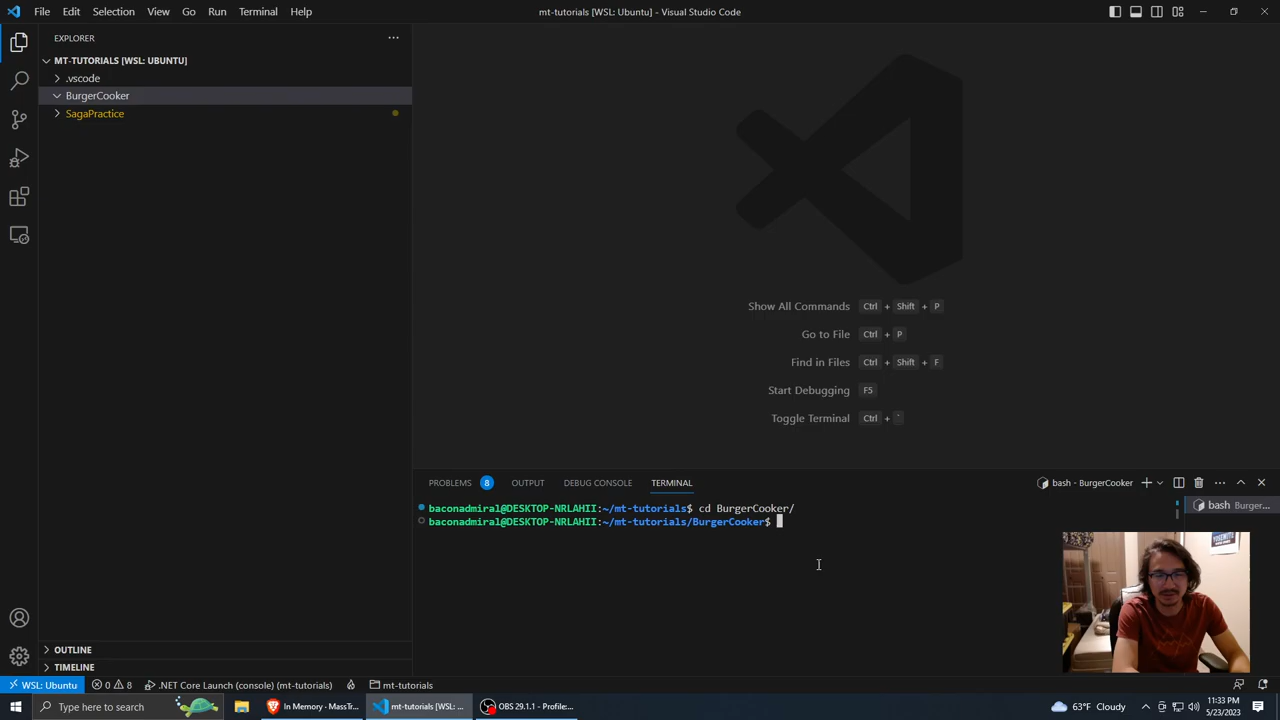 File Edit Selection View Go Run Terminal Help
mt-tutorials [WSL: Ubuntu] - Visual Studio Code
EXPLORER
MT-TUTORIALS [WSL: UBUNTU]
.vscode
BurgerCooker
SagaPractice
Show All Commands Ctrl + Shift + P
Go to File Ctrl + P
Find in Files Ctrl + Shift + F
Start Debugging F5
Toggle Terminal Ctrl + `
PROBLEMS 8 OUTPUT DEBUG CONSOLE TERMINAL
bash - BurgerCooker
baconadmiral@DESKTOP-NRLAHII:~/mt-tutorials$ cd BurgerCooker/
baconadmiral@DESKTOP-NRLAHII:~/mt-tutorials/BurgerCooker$
bash Burger...
YOSEMITE
OUTLINE
TIMELINE
WSL: Ubuntu 0 8 .NET Core Launch (console) (mt-tutorials) mt-tutorials
Type here to search
In Memory · MassTr...
mt-tutorials [WSL: ...
OBS 29.1.1 - Profile...
63°F Cloudy
11:33 PM
5/23/2023